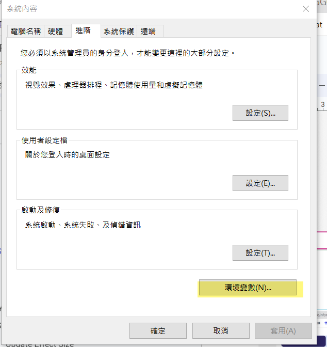 系統內容
電腦名稱
硬體
進階
系統保護
遠端
您必須以系統管理員的身分登入，才能變更這裡的大部分設定。
效能
視覺效果、處理器排程、記憶體使用量和虛擬記憶體
設定(S)...
使用者設定檔
關於您登入時的桌面設定
設定(E)...
啟動及修復
系統啟動、系統失敗、及偵錯資訊
設定(T)...
環境變數(N)...
確定
取消
套用(A)
Update Effect Size